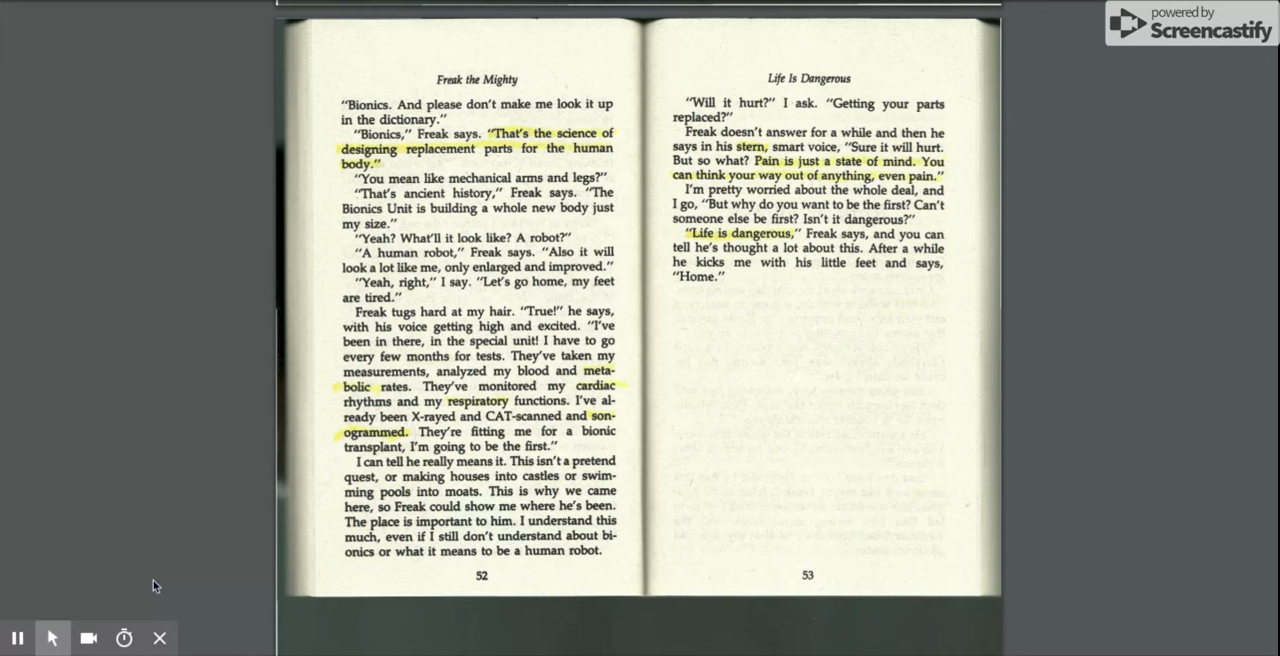 powered by
Screencastify
Freak the Mighty
"Bionics. And please don't make me look it up
in the dictionary."
"Bionics," Freak says. "That's the science of
designing replacement parts for the human
body."
"You mean like mechanical arms and legs?"
"That's ancient history," Freak says. "The
Bionics Unit is building a whole new body just
my size."
"Yeah? What'll it look like? A robot?"
"A human robot," Freak says. "Also it will
look a lot like me, only enlarged and improved."
"Yeah, right," I say. "Let's go home, my feet
are tired."
Freak tugs hard at my hair. "True!" he says,
with his voice getting high and excited. "I've
been in there, in the special unit! I have to go
every few months for tests. They've taken my
measurements, analyzed my blood and meta-
bolic rates. They've monitored my cardiac
rhythms and my respiratory functions. I've al-
ready been X-rayed and CAT-scanned and son-
ogrammed. They're fitting me for a bionic
transplant, I'm going to be the first."
I can tell he really means it. This isn't a pretend
quest, or making houses into castles or swim-
ming pools into moats. This is why we came
here, so Freak could show me where he's been.
The place is important to him. I understand this
much, even if I still don't understand about bi-
onics or what it means to be a human robot.
52
Life Is Dangerous
"Will it hurt?" I ask. "Getting your parts
replaced?"
Freak doesn't answer for a while and then he
says in his stern, smart voice, "Sure it will hurt.
But so what? Pain is just a state of mind. You
can think your way out of anything, even pain."
I'm pretty worried about the whole deal, and
I go, "But why do you want to be the first? Can't
someone else be first? Isn't it dangerous?"
"Life is dangerous," Freak says, and you can
tell he's thought a lot about this. After a while
he kicks me with his little feet and says,
"Home."
53